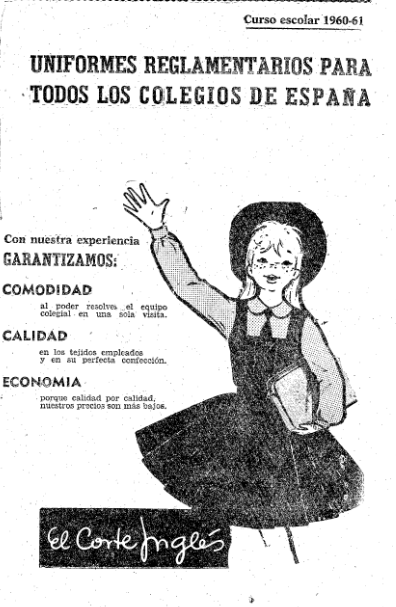 Curso escolar 1960-61
UNIFORMES REGLAMENTARIOS PARA
TODOS LOS COLEGIOS DE ESPAÑA
Con nuestra experiencia
GARANTIZAMOS:
COMODIDAD
al poder resolver el equipo
colegial en una sola visita.
CALIDAD
en los tejidos empleados
y en su perfecta confección.
ECONOMIA
porque calidad por calidad,
nuestros precios son más bajos.
El Corte Inglés